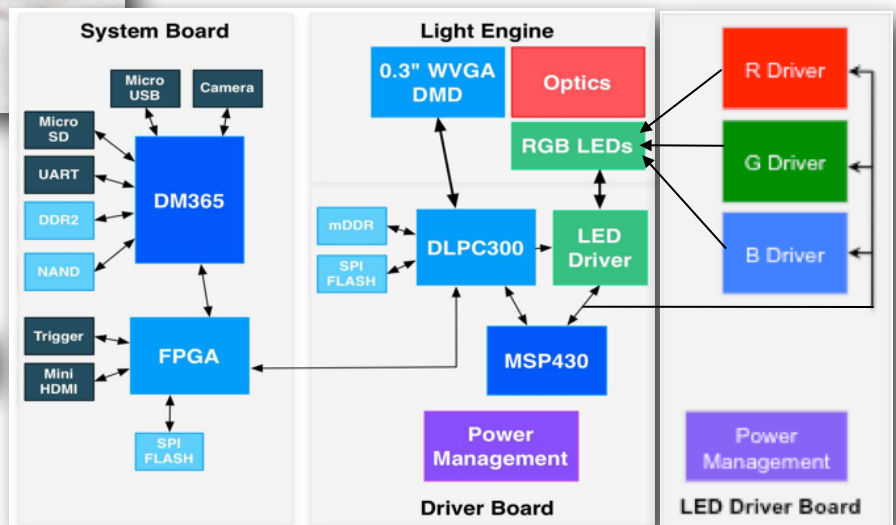 System Board
Micro
USB
Camera
Micro
SD
UART
DDR2
NAND
DM365
Trigger
Mini
HDMI
FPGA
SPI
FLASH
Light Engine
0.3" WVGA
DMD
Optics
RGB LEDs
mDDR
SPI
FLASH
DLPC300
LED
Driver
MSP430
Power
Management
Driver Board
R Driver
G Driver
B Driver
Power
Management
LED Driver Board